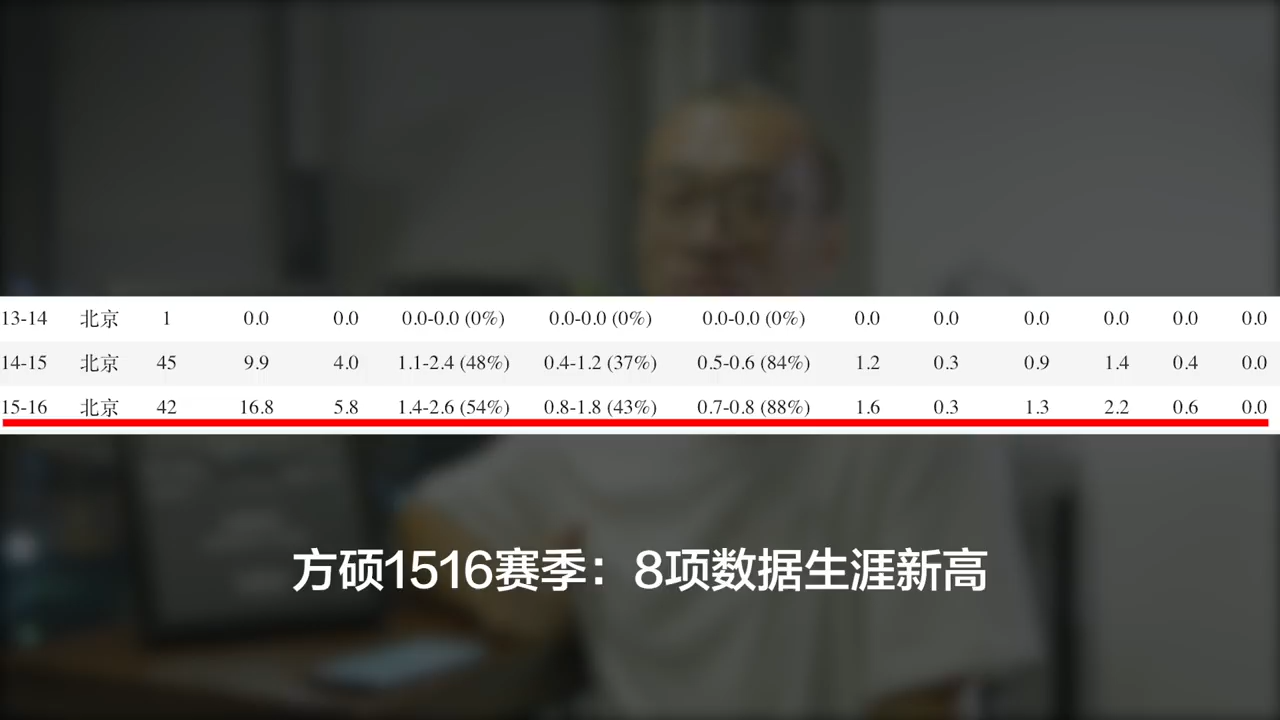 13-14 北京 1 0.0 0.0 0.0-0.0 (0%) 0.0-0.0 (0%) 0.0-0.0 (0%) 0.0 0.0 0.0 0.0 0.0 0.0
14-15 北京 45 9.9 4.0 1.1-2.4 (48%) 0.4-1.2 (37%) 0.5-0.6 (84%) 1.2 0.3 0.9 1.4 0.4 0.0
15-16 北京 42 16.8 5.8 1.4-2.6 (54%) 0.8-1.8 (43%) 0.7-0.8 (88%) 1.6 0.3 1.3 2.2 0.6 0.0
方硕1516赛季：8项数据生涯新高